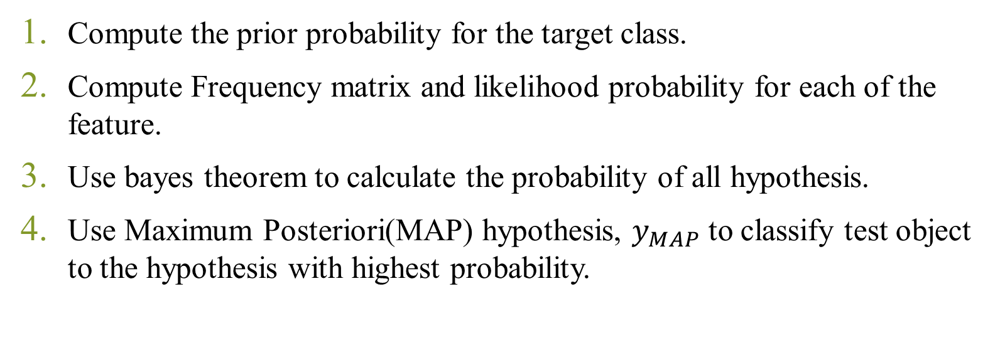 1. Compute the prior probability for the target class.
2. Compute Frequency matrix and likelihood probability for each of the
feature.
3. Use bayes theorem to calculate the probability of all hypothesis.
4. Use Maximum Posteriori(MAP) hypothesis, y_MAP to classify test object
to the hypothesis with highest probability.